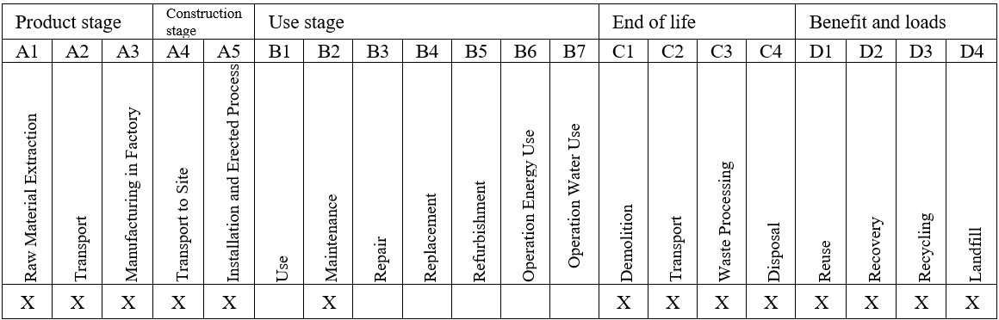 Product stage
Construction
stage
Use stage
End of life
Benefit and loads
A1 A2 A3 A4 A5 B1 B2 B3 B4 B5 B6 B7 C1 C2 C3 C4 D1 D2 D3 D4
Raw Material Extraction
Transport
Manufacturing in Factory
Transport to Site
Installation and Erected Process
Use
Maintenance
Repair
Replacement
Refurbishment
Operation Energy Use
Operation Water Use
Demolition
Transport
Waste Processing
Disposal
Reuse
Recovery
Recycling
Landfill
X X X X X X X X X X X X X X